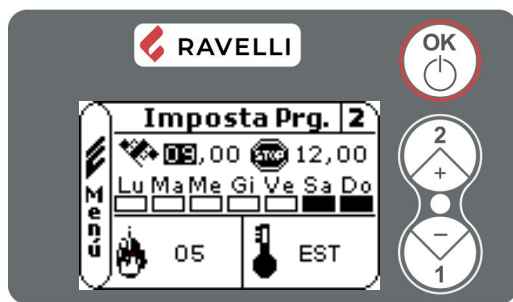 RAVELLI
OK
Imposta Prg. 2
09,00 STOP 12,00
Lu Ma Me Gi Ve Sa Do
Menú
05 EST
2
+
−
1